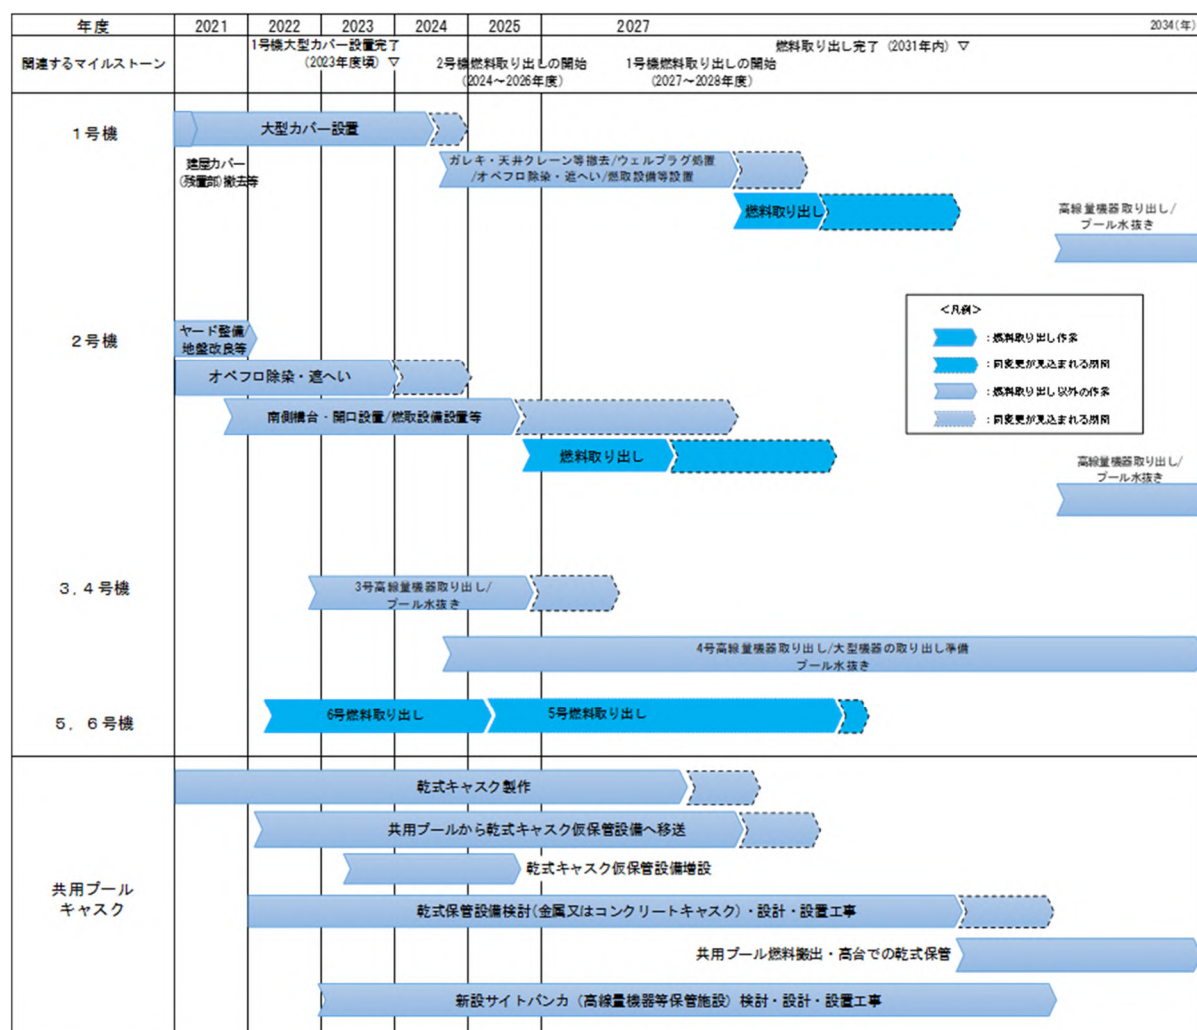 年度 2021 2022 2023 2024 2025 2027 2034(年)
関連するマイルストーン
1号機大型カバー設置完了
(2023年度頃) ▽
2号機燃料取り出しの開始
(2024～2026年度)
1号機燃料取り出しの開始
(2027～2028年度)
燃料取り出し完了 (2031年内) ▽
1号機
大型カバー設置
建屋カバー
(残置部)撤去等
ガレキ・天井クレーン等撤去/ウェルプラグ処置
/オペフロ除染・遮へい/燃取設備等設置
燃料取り出し
高線量機器取り出し/
プール水抜き
<凡例>
：燃料取り出し作業
：同変更が見込まれる期間
：燃料取り出し以外の作業
：同変更が見込まれる期間
2号機
ヤード整備/
地盤改良等
オペフロ除染・遮へい
南側構台・開口設置/燃取設備設置等
燃料取り出し
高線量機器取り出し/
プール水抜き
3，4号機
3号高線量機器取り出し/
プール水抜き
4号高線量機器取り出し/大型機器の取り出し準備
プール水抜き
5，6号機
6号燃料取り出し
5号燃料取り出し
共用プール
キャスク
乾式キャスク製作
共用プールから乾式キャスク仮保管設備へ移送
乾式キャスク仮保管設備増設
乾式保管設備検討(金属又はコンクリートキャスク)・設計・設置工事
共用プール燃料搬出・高台での乾式保管
新設サイトバンカ（高線量機器等保管施設）検討・設計・設置工事